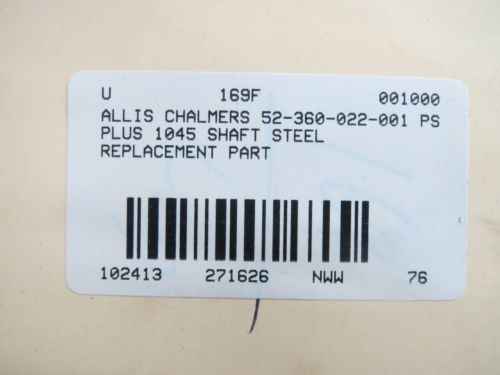 U 169F 001000
ALLIS CHALMERS 52-360-022-001 PS
PLUS 1045 SHAFT STEEL
REPLACEMENT PART
102413 271626 NWW 76